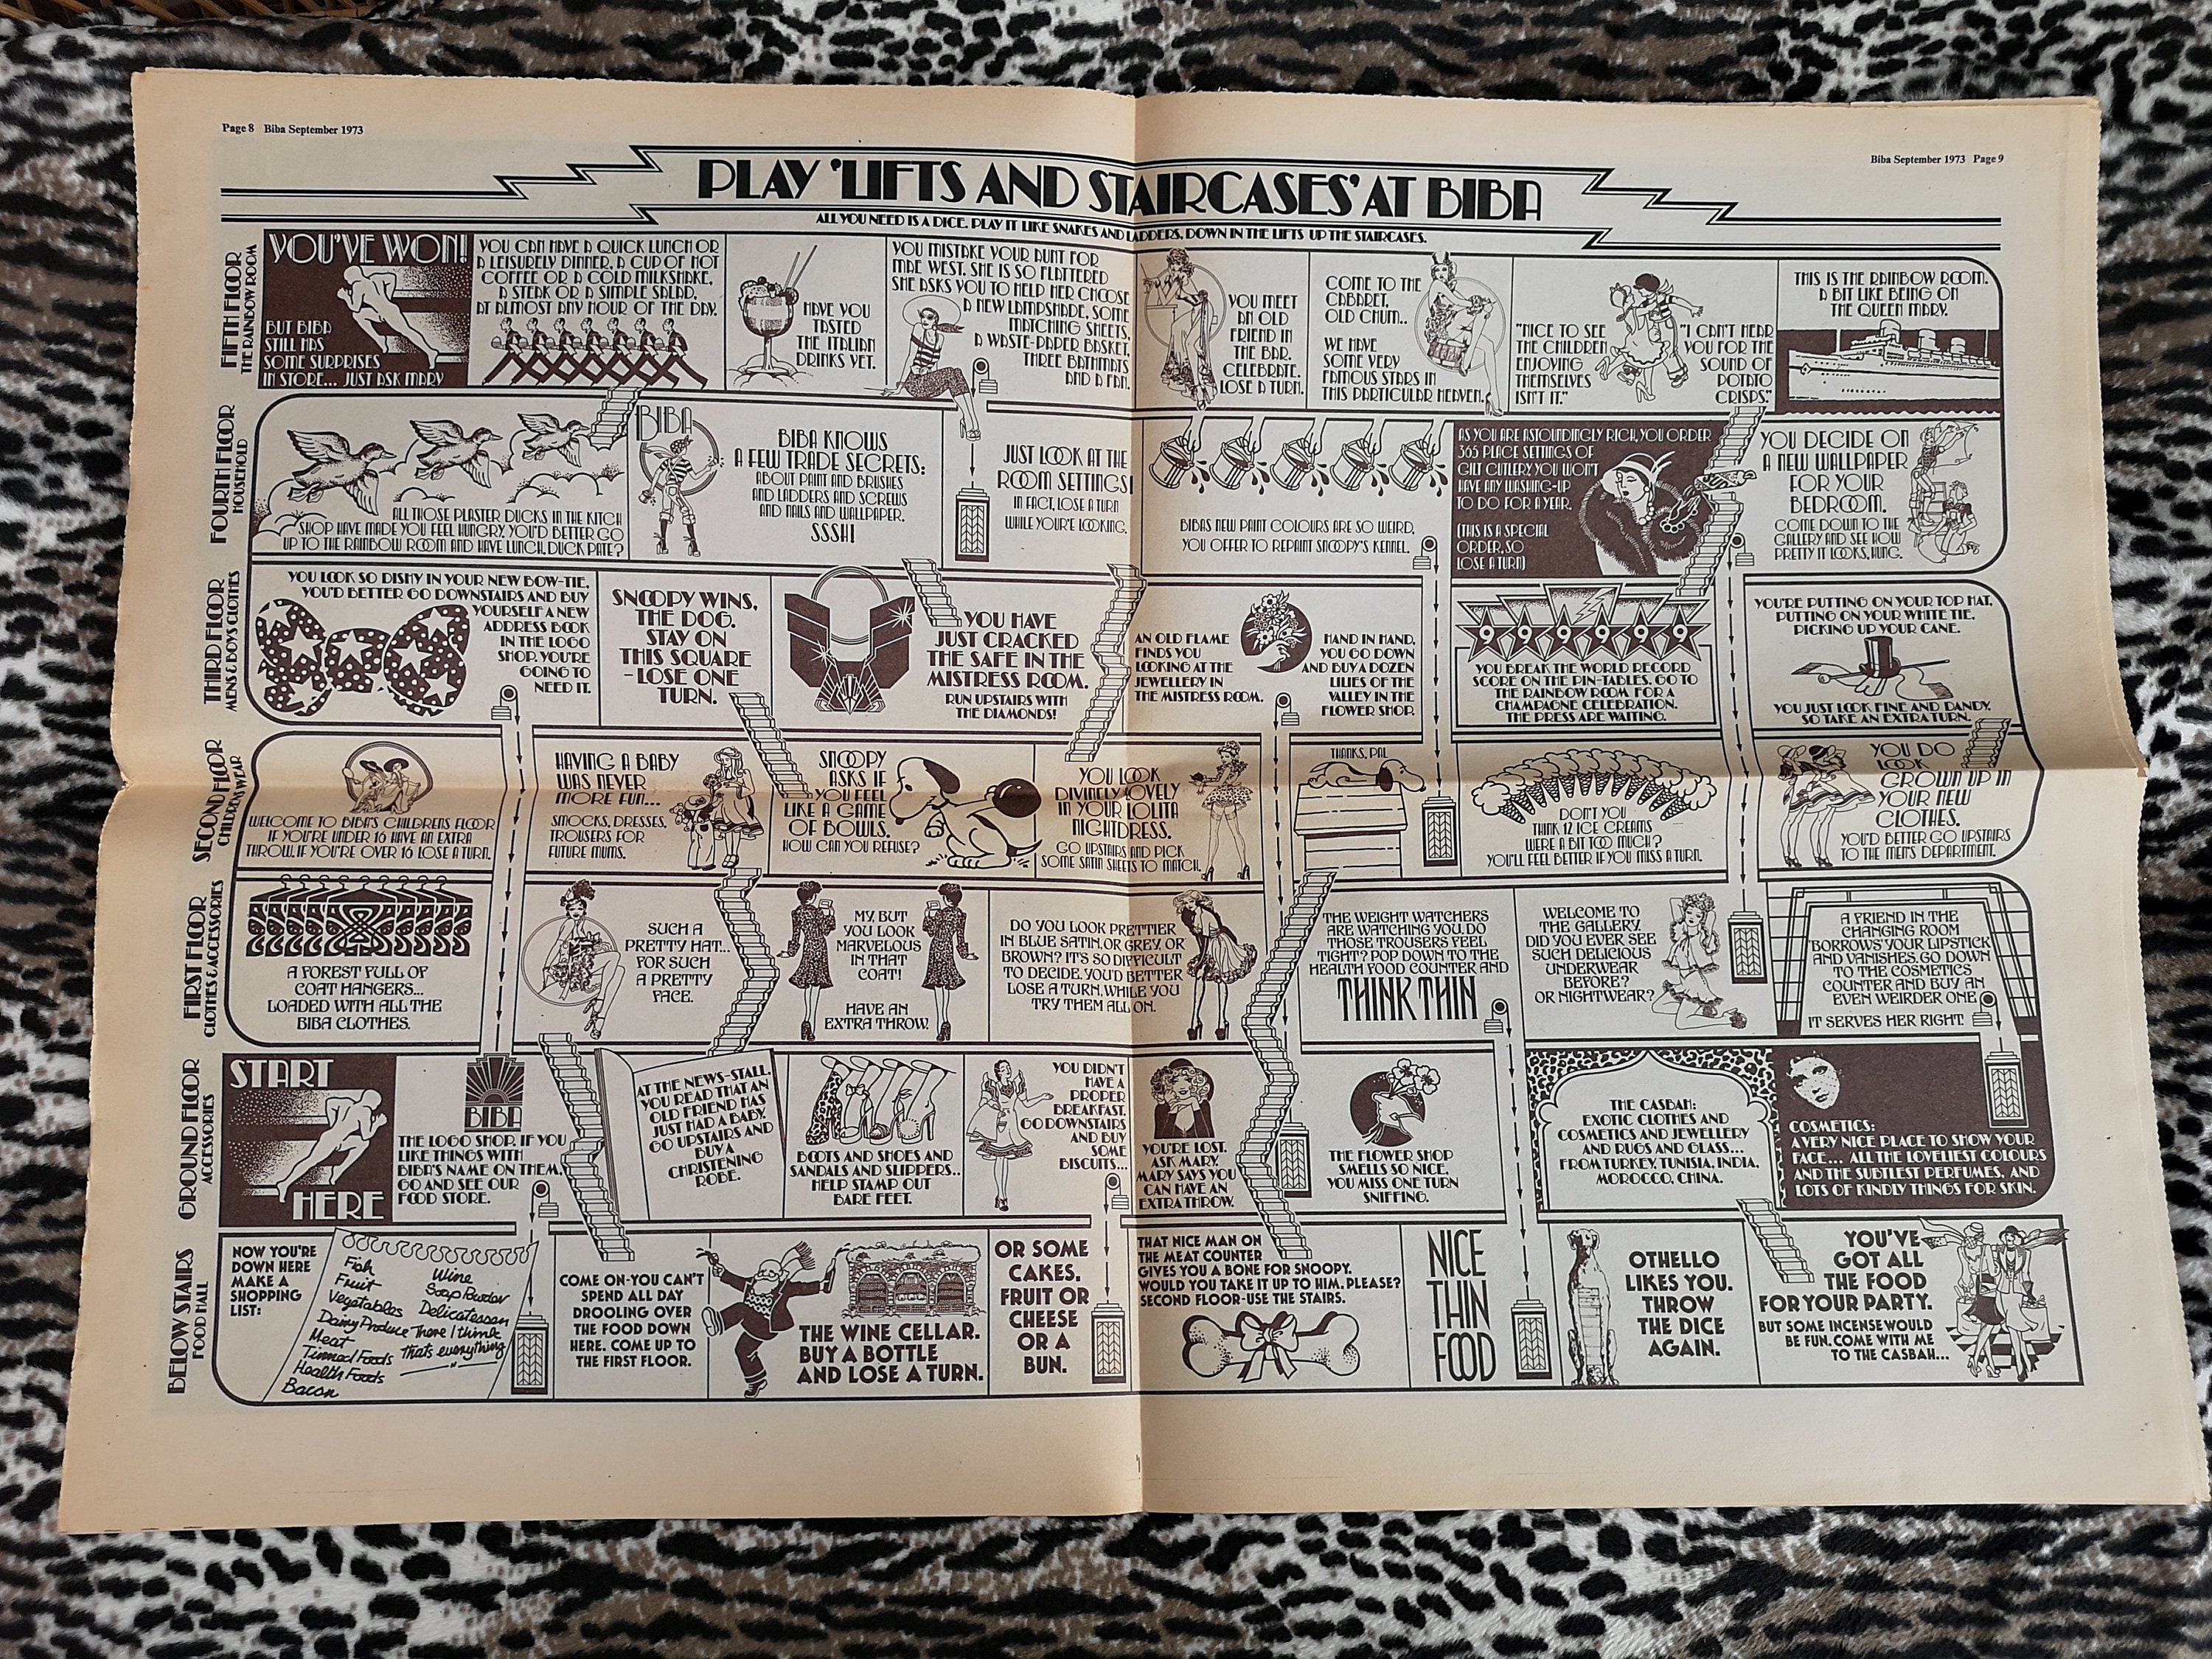 Page 8 Biba September 1973
Biba September 1973 Page 9
PLAY 'LIFTS AND STAIRCASES' AT BIBA
ALL YOU NEED IS A DICE. PLAY IT LIKE SNAKES AND LADDERS, DOWN IN THE LIFTS UP THE STAIRCASES.
FIFTH FLOOR
THE RAINBOW ROOM
YOU'VE WON!
BUT BIBA
STILL HAS
SOME SURPRISES
IN STORE... JUST ASK MARY
YOU CAN HAVE A QUICK LUNCH OR
A LEISURELY DINNER, A CUP OF HOT
COFFEE OR A COLD MILKSHAKE,
A STEAK OR A SIMPLE SALAD,
AT ALMOST ANY HOUR OF THE DAY.
HAVE YOU
TASTED
THE ITALIAN
DRINKS YET.
YOU MISTAKE YOUR AUNT FOR
MAE WEST. SHE IS SO FLATTERED
SHE ASKS YOU TO HELP HER CHOOSE
A NEW LAMPSHADE, SOME
MATCHING SHEETS,
A WASTE-PAPER BASKET,
THREE BATHMATS
AND A FAN.
YOU MEET
AN OLD
FRIEND IN
THE BAR.
CELEBRATE.
LOSE A TURN.
COME TO THE
CABARET,
OLD CHUM..
WE HAVE
SOME VERY
FAMOUS STARS IN
THIS PARTICULAR HEAVEN.
"NICE TO SEE
THE CHILDREN
ENJOYING
THEMSELVES
ISN'T IT."
"I CAN'T HEAR
YOU FOR THE
SOUND OF
POTATO
CRISPS."
THIS IS THE RAINBOW ROOM.
A BIT LIKE BEING ON
THE QUEEN MARY.
FOURTH FLOOR
HOUSEHOLD
ALL THOSE PLASTER DUCKS IN THE KITCH
SHOP HAVE MADE YOU FEEL HUNGRY. YOU'D BETTER GO
UP TO THE RAINBOW ROOM AND HAVE LUNCH. DUCK PATE?
BIBA
BIBA KNOWS
A FEW TRADE SECRETS:
ABOUT PAINT AND BRUSHES
AND LADDERS AND SCREWS
AND NAILS AND WALLPAPER.
SSSH!
JUST LOOK AT THE
ROOM SETTINGS!
IN FACT, LOSE A TURN
WHILE YOUR'E LOOKING.
BIBA'S NEW PAINT COLOURS ARE SO WEIRD,
YOU OFFER TO REPAINT SNOOPY'S KENNEL.
AS YOU ARE ASTOUNDINGLY RICH, YOU ORDER
365 PLACE SETTINGS OF
GILT CUTLERY. YOU WON'T
HAVE ANY WASHING-UP
TO DO FOR A YEAR.
(THIS IS A SPECIAL
ORDER, SO
LOSE A TURN)
YOU DECIDE ON
A NEW WALLPAPER
FOR YOUR
BEDROOM.
COME DOWN TO THE
GALLERY AND SEE HOW
PRETTY IT LOOKS, HUNG.
THIRD FLOOR
MENS & BOYS CLOTHES
YOU LOOK SO DISHY IN YOUR NEW BOW-TIE,
YOU'D BETTER GO DOWNSTAIRS AND BUY
YOURSELF A NEW
ADDRESS BOOK
IN THE LOGO
SHOP. YOU'RE
GOING TO
NEED IT.
SNOOPY WINS,
THE DOG.
STAY ON
THIS SQUARE
- LOSE ONE
TURN.
YOU HAVE
JUST CRACKED
THE SAFE IN THE
MISTRESS ROOM.
RUN UPSTAIRS WITH
THE DIAMONDS!
AN OLD FLAME
FINDS YOU
LOOKING AT THE
JEWELLERY IN
THE MISTRESS ROOM.
HAND IN HAND,
YOU GO DOWN
AND BUY A DOZEN
LILIES OF THE
VALLEY IN THE
FLOWER SHOP.
9 9 9 9 9 9
YOU BREAK THE WORLD RECORD
SCORE ON THE PIN-TABLES. GO TO
THE RAINBOW ROOM FOR A
CHAMPAGNE CELEBRATION.
THE PRESS ARE WAITING.
YOU'RE PUTTING ON YOUR TOP HAT,
PUTTING ON YOUR WHITE TIE,
PICKING UP YOUR CANE.
YOU JUST LOOK FINE AND DANDY.
SO TAKE AN EXTRA TURN.
SECOND FLOOR
CHILDRENS WEAR
WELCOME TO BIBA'S CHILDRENS FLOOR
IF YOU'RE UNDER 16 HAVE AN EXTRA
THROW. IF YOU'RE OVER 16 LOSE A TURN.
HAVING A BABY
WAS NEVER
MORE FUN...
SMOCKS, DRESSES,
TROUSERS FOR
FUTURE MUMS.
SNOOPY
ASKS IF
YOU FEEL
LIKE A GAME
OF BOWLS.
HOW CAN YOU REFUSE?
YOU LOOK
DIVINELY LOVELY
IN YOUR LOLITA
NIGHTDRESS.
GO UPSTAIRS AND PICK
SOME SATIN SHEETS TO MATCH.
THANKS, PAL
DON'T YOU
THINK 12 ICE CREAMS
WERE A BIT TOO MUCH?
YOU'LL FEEL BETTER IF YOU MISS A TURN.
YOU DO
LOOK
GROWN UP IN
YOUR NEW
CLOTHES.
YOU'D BETTER GO UPSTAIRS
TO THE MEN'S DEPARTMENT.
FIRST FLOOR
CLOTHES & ACCESSORIES
A FOREST FULL OF
COAT HANGERS...
LOADED WITH ALL THE
BIBA CLOTHES.
SUCH A
PRETTY HAT...
FOR SUCH
A PRETTY
FACE.
MY, BUT
YOU LOOK
MARVELOUS
IN THAT
COAT!
HAVE AN
EXTRA THROW!
DO YOU LOOK PRETTIER
IN BLUE SATIN, OR GREY, OR
BROWN? IT'S SO DIFFICULT
TO DECIDE. YOU'D BETTER
LOSE A TURN, WHILE YOU
TRY THEM ALL ON.
THE WEIGHT WATCHERS
ARE WATCHING YOU. DO
THOSE TROUSERS FEEL
TIGHT? POP DOWN TO THE
HEALTH FOOD COUNTER AND
THINK THIN
WELCOME TO
THE GALLERY.
DID YOU EVER SEE
SUCH DELICIOUS
UNDERWEAR
BEFORE?
OR NIGHTWEAR?
A FRIEND IN THE
CHANGING ROOM
'BORROWS' YOUR LIPSTICK
AND VANISHES. GO DOWN
TO THE COSMETICS
COUNTER AND BUY AN
EVEN WEIRDER ONE
IT SERVES HER RIGHT.
GROUND FLOOR
ACCESSORIES
START
HERE
BIBA
THE LOGO SHOP. IF YOU
LIKE THINGS WITH
BIBA'S NAME ON THEM,
GO AND SEE OUR
FOOD STORE.
AT THE NEWS-STALL,
YOU READ THAT AN
OLD FRIEND HAS
JUST HAD A BABY.
GO UPSTAIRS AND
BUY A
CHRISTENING
ROBE.
BOOTS AND SHOES AND
SANDALS AND SLIPPERS..
HELP STAMP OUT
BARE FEET.
YOU DIDN'T
HAVE A
PROPER
BREAKFAST.
GO DOWNSTAIRS
AND BUY
SOME
BISCUITS...
YOU'RE LOST.
ASK MARY.
MARY SAYS YOU
CAN HAVE AN
EXTRA THROW.
THE FLOWER SHOP
SMELLS SO NICE,
YOU MISS ONE TURN
SNIFFING.
THE CASBAH:
EXOTIC CLOTHES AND
COSMETICS AND JEWELLERY
AND RUGS AND GLASS...
FROM TURKEY, TUNISIA, INDIA,
MOROCCO, CHINA.
COSMETICS:
A VERY NICE PLACE TO SHOW YOUR
FACE... ALL THE LOVELIEST COLOURS
AND THE SUBTLEST PERFUMES, AND
LOTS OF KINDLY THINGS FOR SKIN.
BELOW STAIRS
FOOD HALL
NOW YOU'RE
DOWN HERE
MAKE A
SHOPPING
LIST:
Fish
Fruit
Vegetables
Dairy Produce
Meat
Tinned Foods
Health Foods
Bacon
Wine
Soap Powder
Delicatessen
There I think
that's everything
COME ON-YOU CAN'T
SPEND ALL DAY
DROOLING OVER
THE FOOD DOWN
HERE. COME UP TO
THE FIRST FLOOR.
THE WINE CELLAR.
BUY A BOTTLE
AND LOSE A TURN.
OR SOME
CAKES.
FRUIT OR
CHEESE
OR A
BUN.
THAT NICE MAN ON
THE MEAT COUNTER
GIVES YOU A BONE FOR SNOOPY.
WOULD YOU TAKE IT UP TO HIM, PLEASE?
SECOND FLOOR-USE THE STAIRS.
NICE
THIN
FOOD
OTHELLO
LIKES YOU.
THROW
THE DICE
AGAIN.
YOU'VE
GOT ALL
THE FOOD
FOR YOUR PARTY.
BUT SOME INCENSE WOULD
BE FUN. COME WITH ME
TO THE CASBAH...